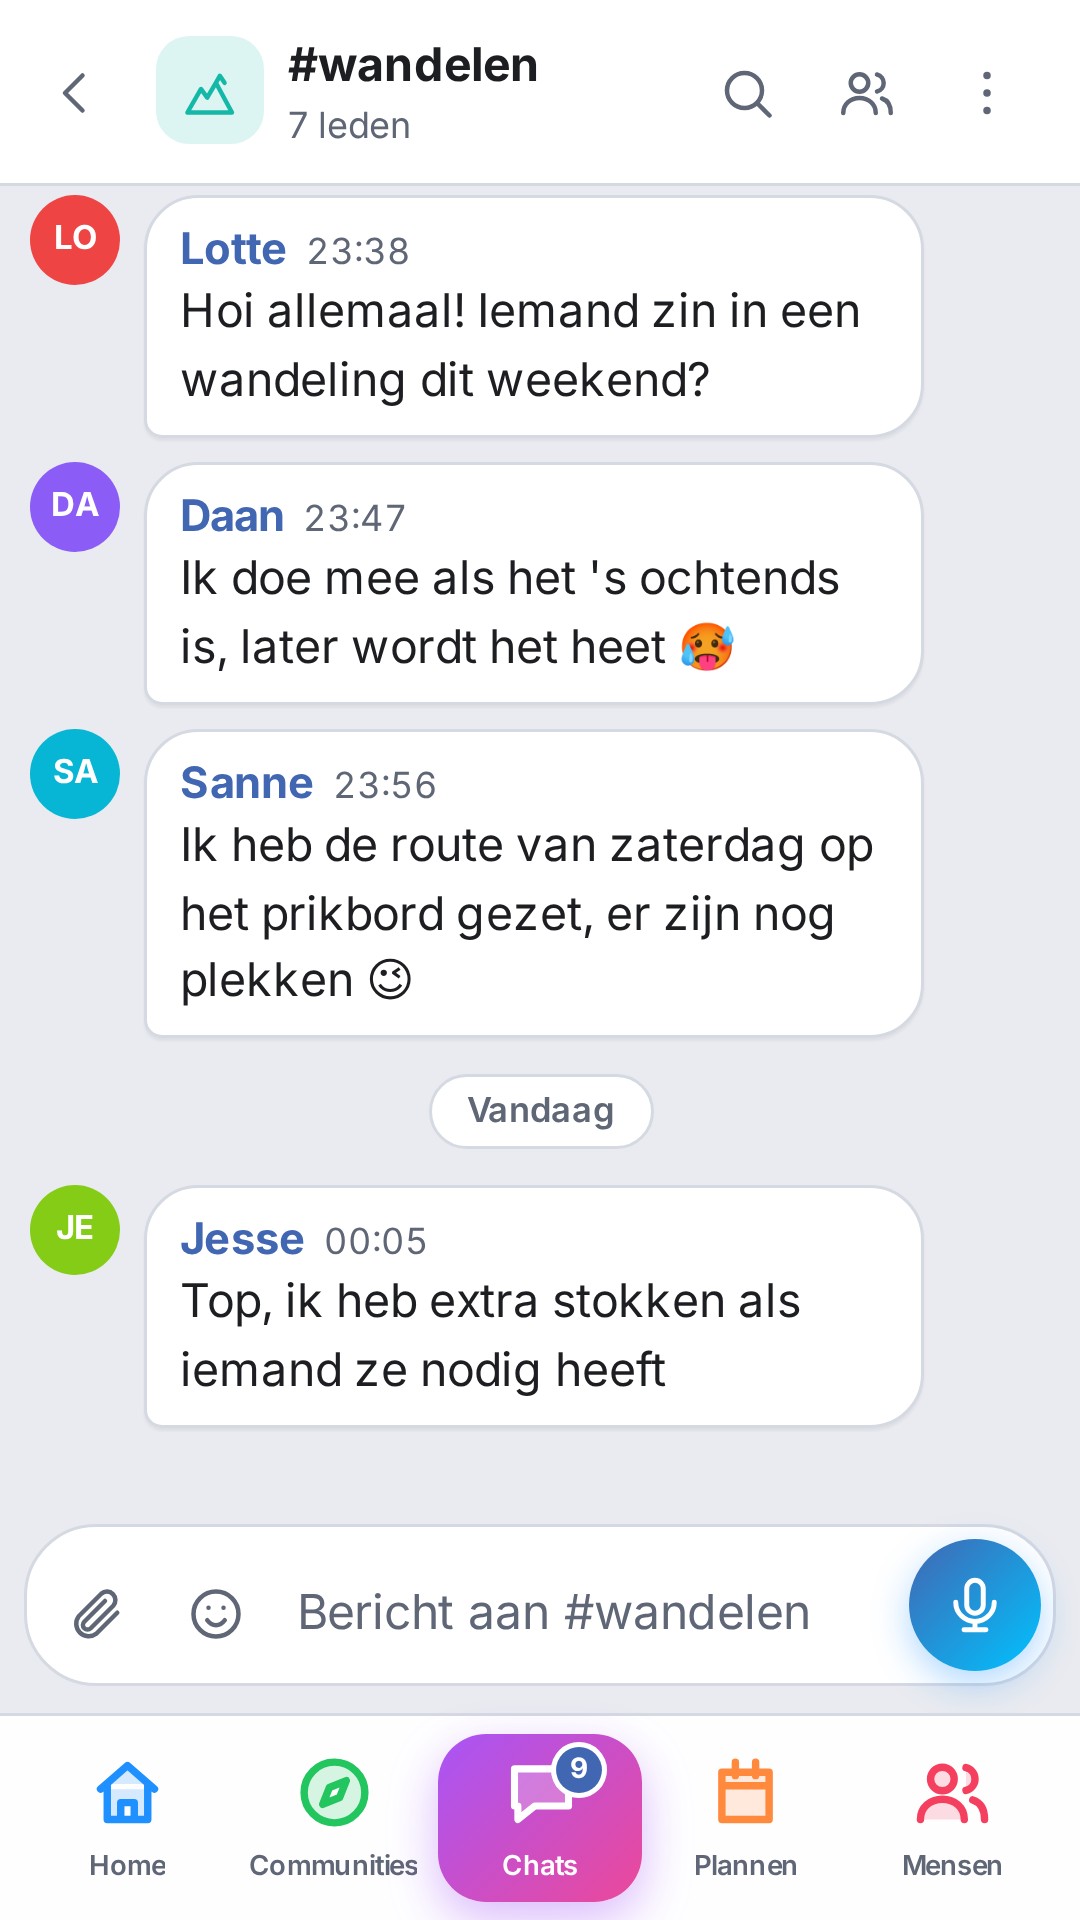 #wandelen
7 leden
LO
Lotte 23:38
Hoi allemaal! Iemand zin in een
wandeling dit weekend?
DA
Daan 23:47
Ik doe mee als het 's ochtends
is, later wordt het heet 🥵
SA
Sanne 23:56
Ik heb de route van zaterdag op
het prikbord gezet, er zijn nog
plekken 😉
Vandaag
JE
Jesse 00:05
Top, ik heb extra stokken als
iemand ze nodig heeft
Bericht aan #wandelen
9
Home Communities Chats Plannen Mensen